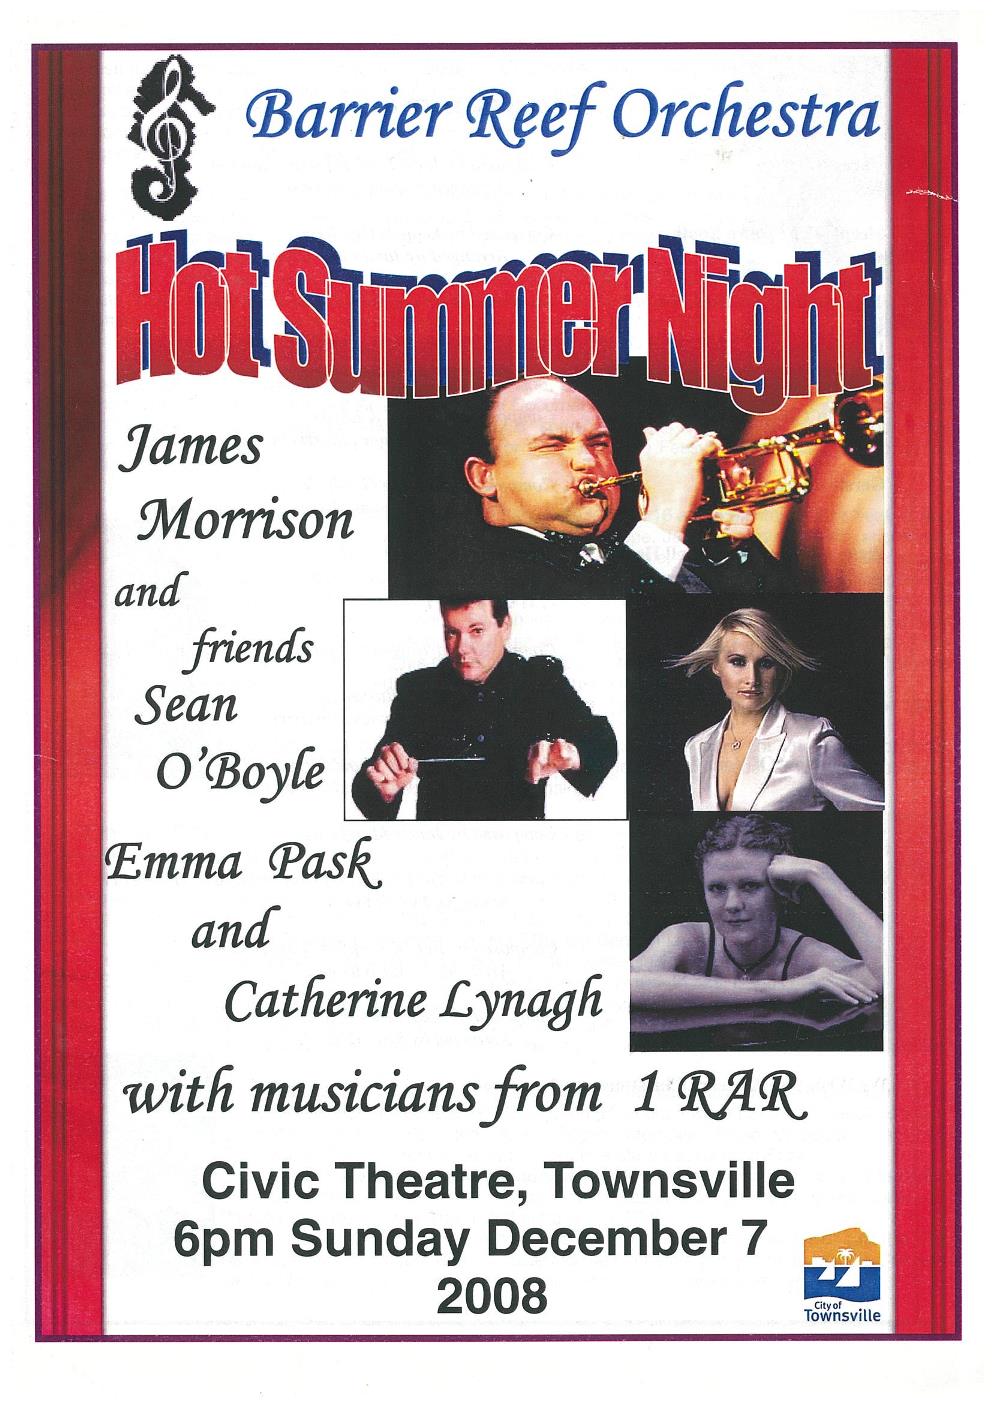 Barrier Reef Orchestra
Hot Summer Night
James
Morrison
and
friends
Sean
O'Boyle
Emma Pask
and
Catherine Lynagh
with musicians from 1 RAR
Civic Theatre, Townsville
6pm Sunday December 7
2008
City of
Townsville